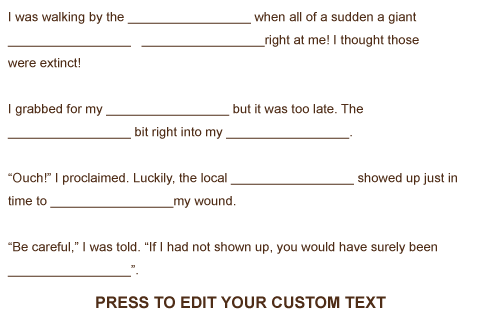 I was walking by the _________________ when all of a sudden a giant
_________________ _________________right at me! I thought those
were extinct!
I grabbed for my _________________ but it was too late. The
_________________ bit right into my _________________.
“Ouch!” I proclaimed. Luckily, the local _________________ showed up just in
time to _________________my wound.
“Be careful,” I was told. “If I had not shown up, you would have surely been
_________________”.
PRESS TO EDIT YOUR CUSTOM TEXT